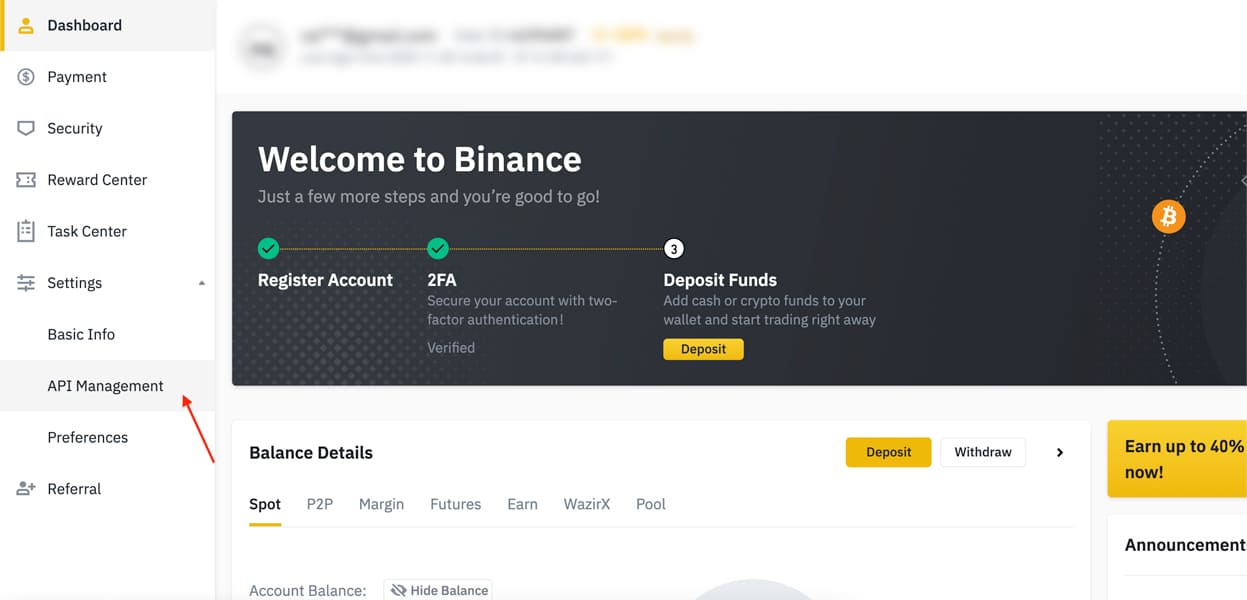 Dashboard
Payment
Security
Reward Center
Task Center
Settings
Basic Info
API Management
Preferences
Referral
Welcome to Binance
Just a few more steps and you're good to go!
3
Register Account
2FA
Secure your account with two-
factor authentication!
Verified
Deposit Funds
Add cash or crypto funds to your
wallet and start trading right away
Deposit
Balance Details
Deposit
Withdraw
Spot P2P Margin Futures Earn WazirX Pool
Account Balance:
Hide Balance
Earn up to 40%
now!
Announcement